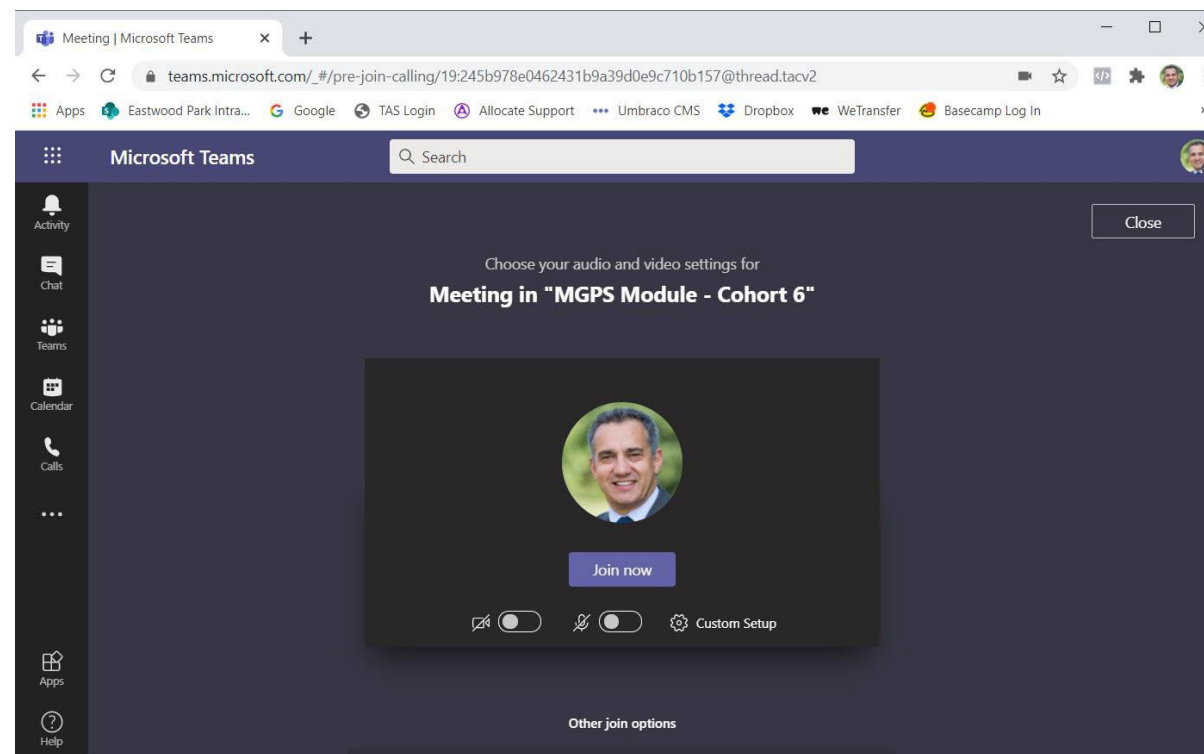 Meeting | Microsoft Teams
teams.microsoft.com/_#/pre-join-calling/19:245b978e0462431b9a39d0e9c710b157@thread.tacv2
Apps Eastwood Park Intra... Google TAS Login Allocate Support Umbraco CMS Dropbox we WeTransfer Basecamp Log In
Microsoft Teams
Search
Activity
Chat
Teams
Calendar
Calls
Apps
Help
Close
Choose your audio and video settings for
Meeting in "MGPS Module - Cohort 6"
Join now
Custom Setup
Other join options